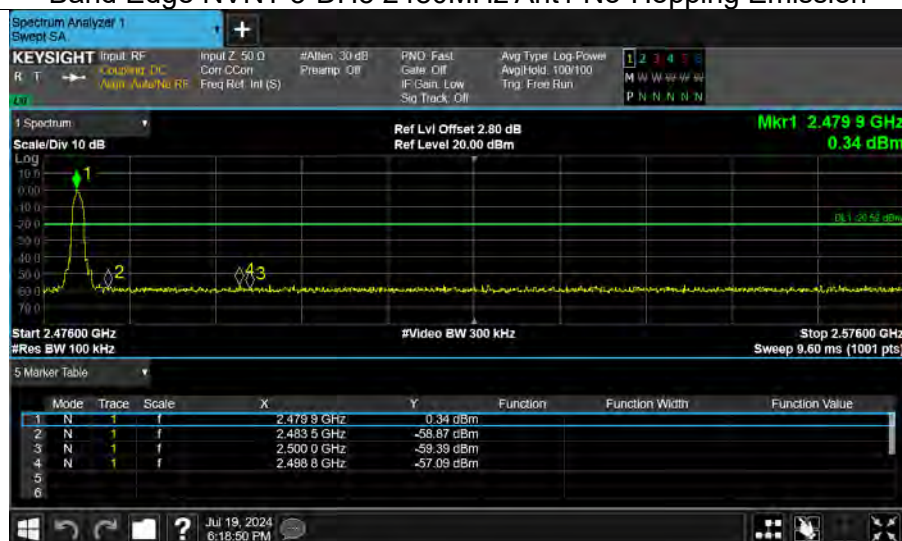 Band Edge NVNT 3-DH5 2480MHz Ant1 No-Hopping Emission
Spectrum Analyzer 1
Swept SA
KEYSIGHT Input: RF Input Z: 50 Ω #Atten: 30 dB PNO: Fast Avg Type: Log-Power 1 2 3 4 5 6
R T Coupling: DC Corr CCorr Preamp: Off Gate: Off Avg|Hold: 100/100 M W W W W W
Align: Auto/No RF Freq Ref: Int (S) IF Gain: Low Trig: Free Run
Sig Track: Off P N N N N N
1 Spectrum
Ref Lvl Offset 2.80 dB Mkr1 2.479 9 GHz
Scale/Div 10 dB Ref Level 20.00 dBm 0.34 dBm
Log
10.0 1
0.00
-10.0
-20.0 DL1 -20.52 dBm
-30.0
-40.0
-50.0 2 4 3
-60.0
-70.0
Start 2.47600 GHz #Video BW 300 kHz Stop 2.57600 GHz
#Res BW 100 kHz Sweep 9.60 ms (1001 pts)
5 Marker Table
Mode Trace Scale X Y Function Function Width Function Value
1 N 1 f 2.479 9 GHz 0.34 dBm
2 N 1 f 2.483 5 GHz -58.87 dBm
3 N 1 f 2.500 0 GHz -59.39 dBm
4 N 1 f 2.498 8 GHz -57.09 dBm
5
6
? Jul 19, 2024
6:18:50 PM